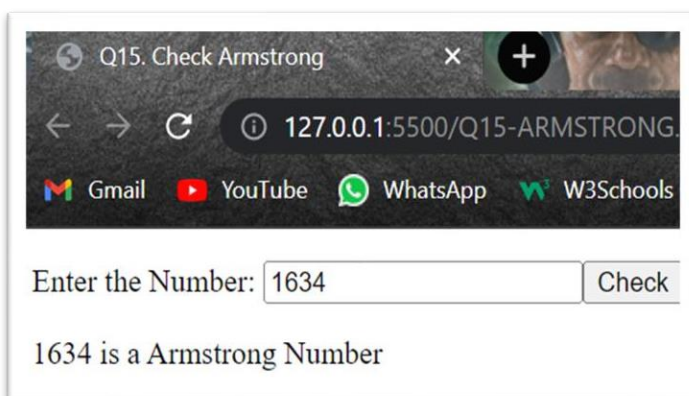 Q15. Check Armstrong
127.0.0.1:5500/Q15-ARMSTRONG.
Gmail YouTube WhatsApp W3Schools
Enter the Number: 1634 Check
1634 is a Armstrong Number